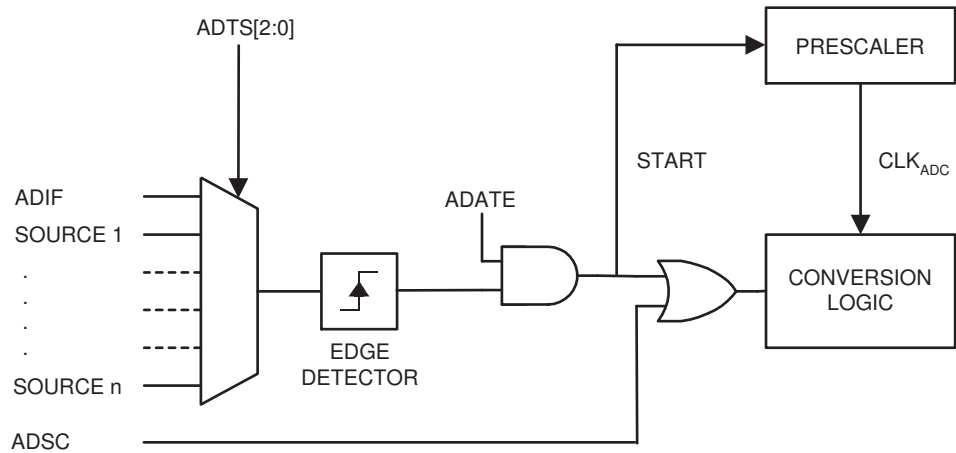 ADTS[2:0]
PRESCALER
START
CLKADC
ADIF
ADATE
SOURCE 1
.
.
.
.
CONVERSION
LOGIC
EDGE
DETECTOR
SOURCE n
ADSC